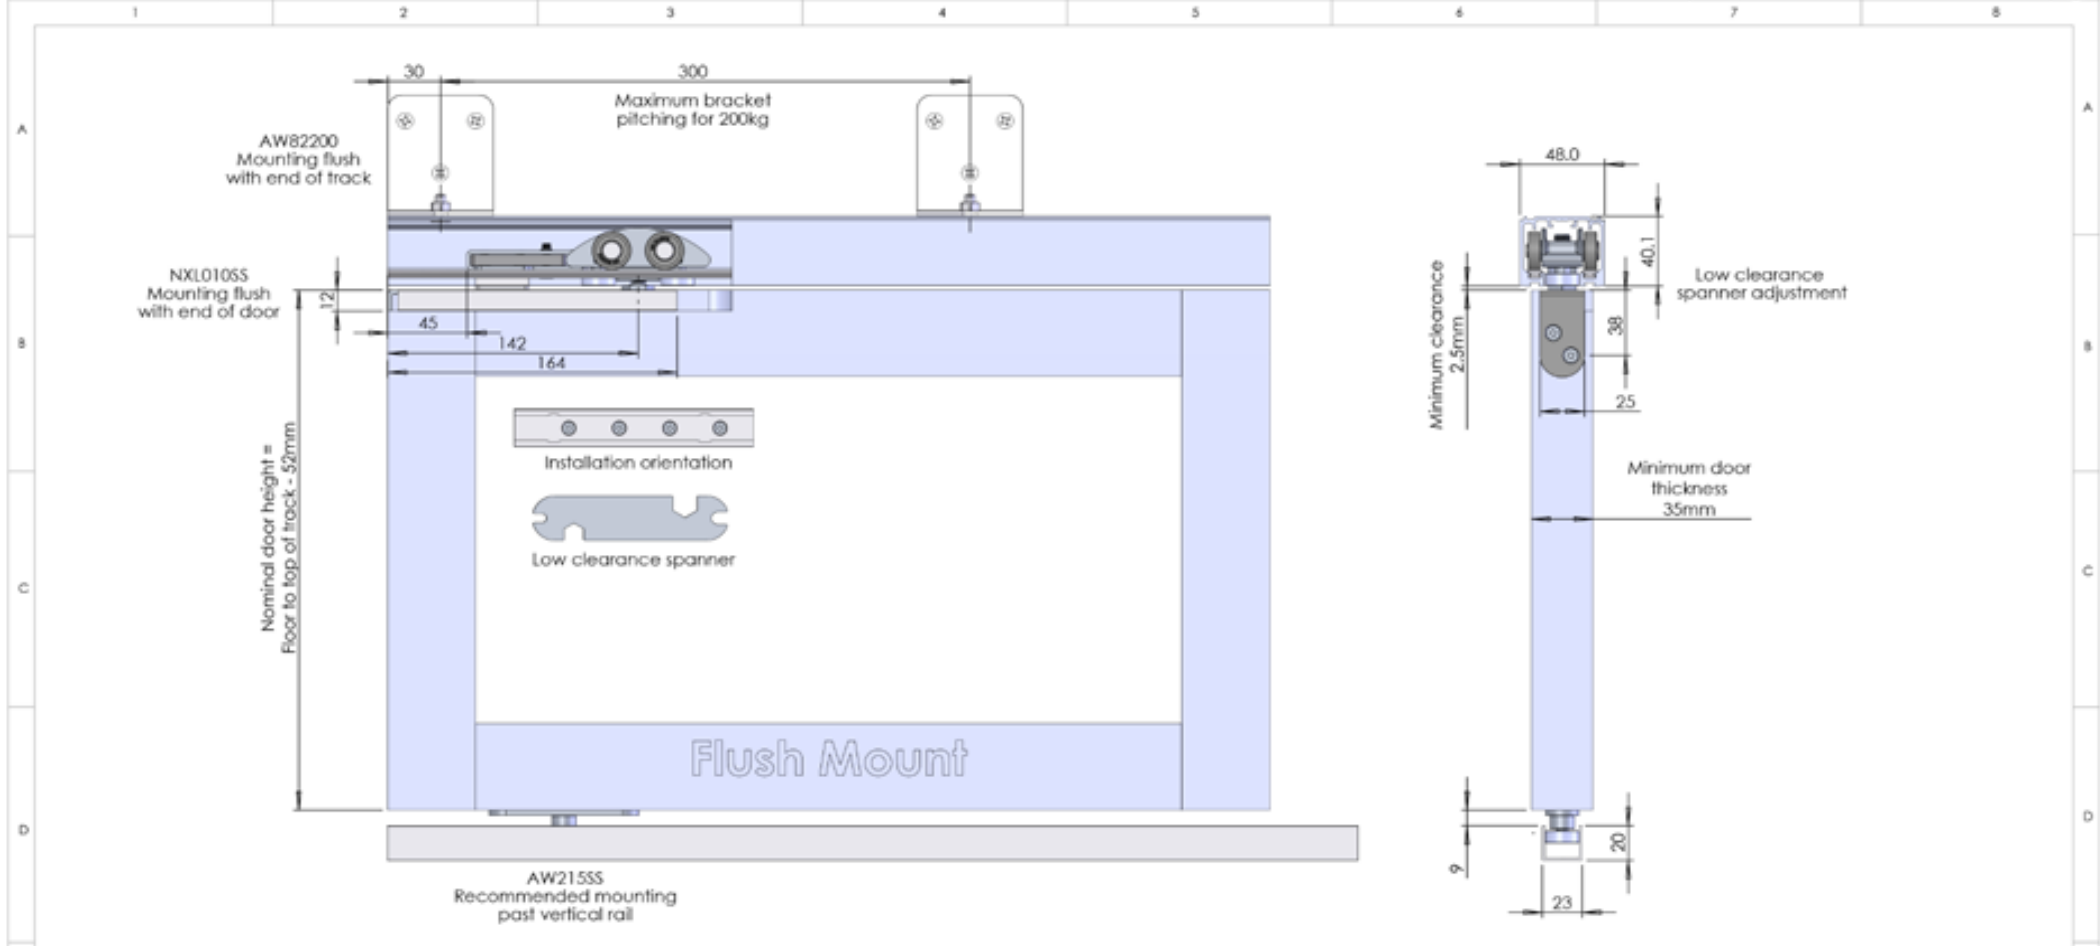 1 2 3 4 5 6 7 8
A
A
30
300
Maximum bracket
pitching for 200kg
AW82200
Mounting flush
with end of track
48.0
40.1
Low clearance
spanner adjustment
NXL010SS
Mounting flush
with end of door
12
B
B
45
142
164
Minimum clearance
2.5mm
38
25
Installation orientation
Low clearance spanner
Nominal door height =
Floor to top of track - 52mm
Minimum door
thickness
35mm
C
C
Flush Mount
D
D
9
20
23
AW215SS
Recommended mounting
past vertical rail